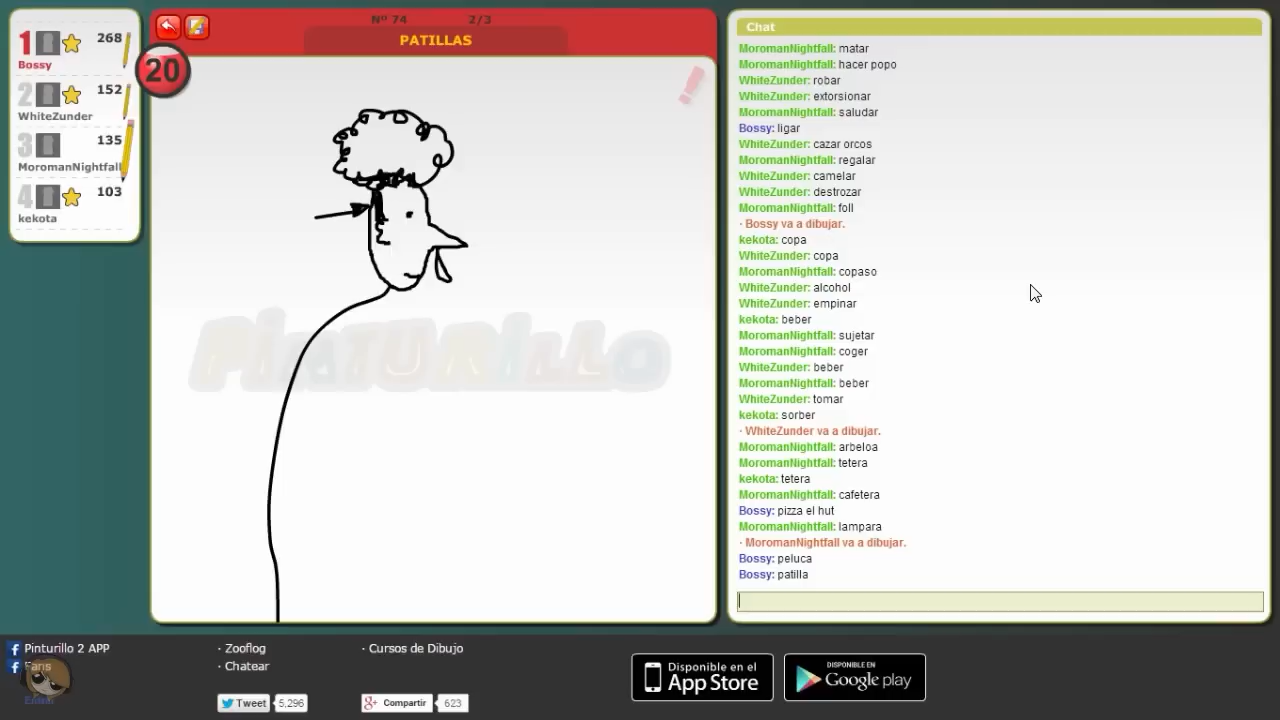 Nº 74 2/3
PATILLAS
20
1 268
Bossy
2 152
WhiteZunder
3 135
MoromanNightfall
4 103
kekota
PINTURILLO
Chat
MoromanNightfall: matar
MoromanNightfall: hacer popo
WhiteZunder: robar
WhiteZunder: extorsionar
MoromanNightfall: saludar
Bossy: ligar
WhiteZunder: cazar orcos
MoromanNightfall: regalar
WhiteZunder: camelar
WhiteZunder: destrozar
MoromanNightfall: foll
· Bossy va a dibujar.
kekota: copa
WhiteZunder: copa
MoromanNightfall: copaso
WhiteZunder: alcohol
WhiteZunder: empinar
kekota: beber
MoromanNightfall: sujetar
MoromanNightfall: coger
WhiteZunder: beber
MoromanNightfall: beber
WhiteZunder: tomar
kekota: sorber
· WhiteZunder va a dibujar.
MoromanNightfall: arbeloa
MoromanNightfall: tetera
kekota: tetera
MoromanNightfall: cafetera
Bossy: pizza el hut
MoromanNightfall: lampara
· MoromanNightfall va a dibujar.
Bossy: peluca
Bossy: patilla
Pinturillo 2 APP
Fans
· Zooflog
· Chatear
· Cursos de Dibujo
Tweet 5,296
Compartir 623
Disponible en el
App Store
DISPONIBLE EN
Google play